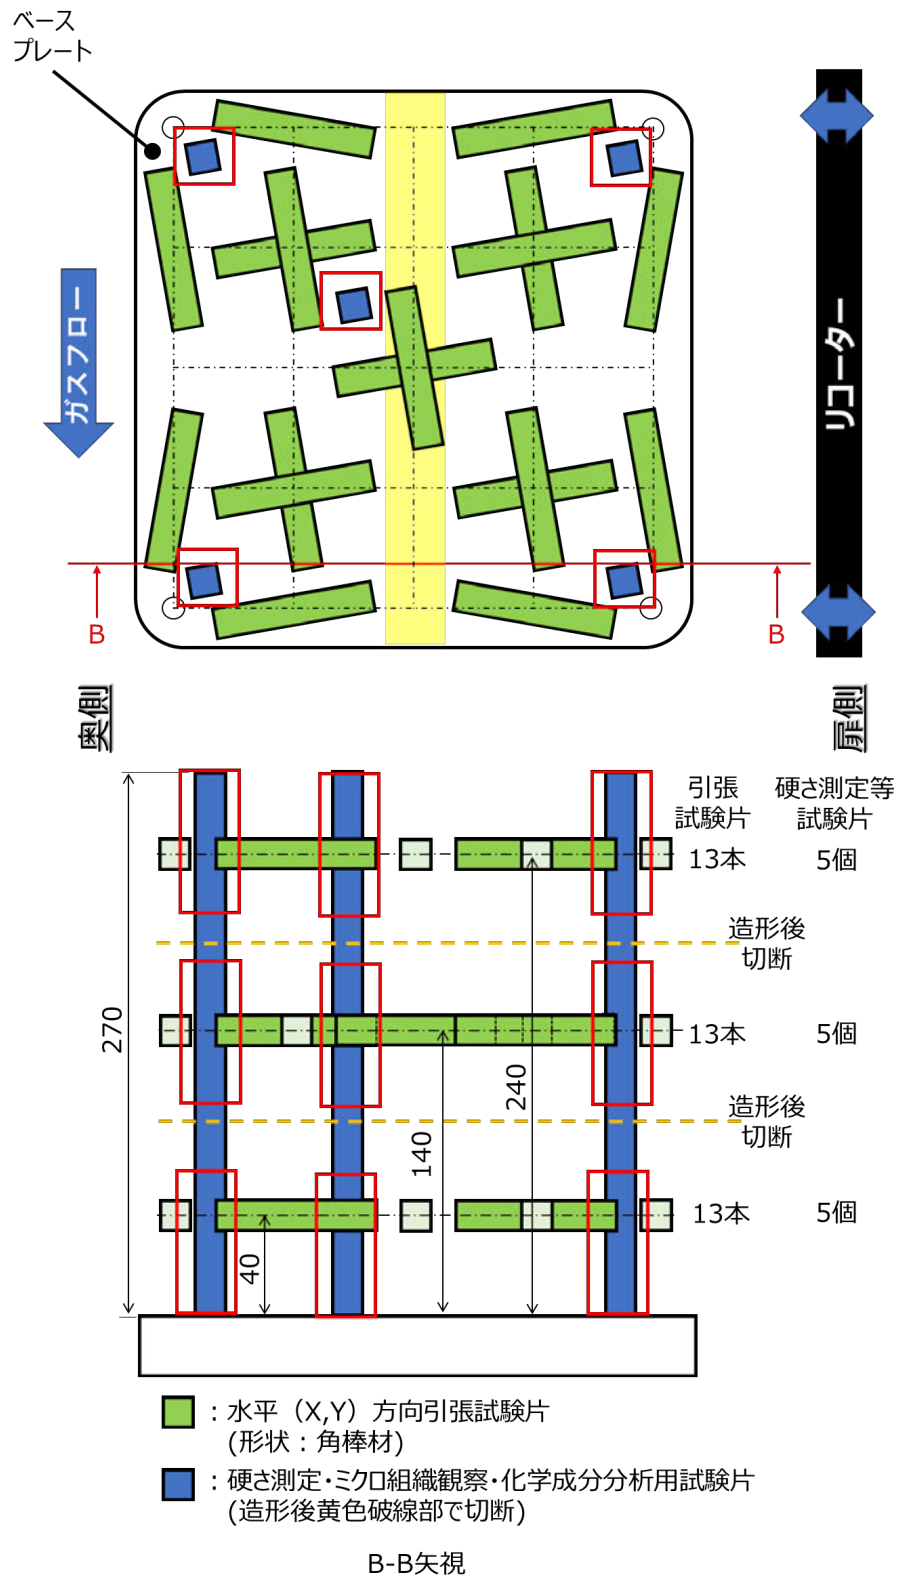 ベース
プレート
ガスフロー
リコーター
B
B
奥側
扉側
引張
試験片
硬さ測定等
試験片
13本
5個
造形後
切断
270
13本
5個
240
造形後
切断
140
13本
5個
40
：水平（X,Y）方向引張試験片
(形状：角棒材)
：硬さ測定・ミクロ組織観察・化学成分分析用試験片
(造形後黄色破線部で切断)
B-B矢視